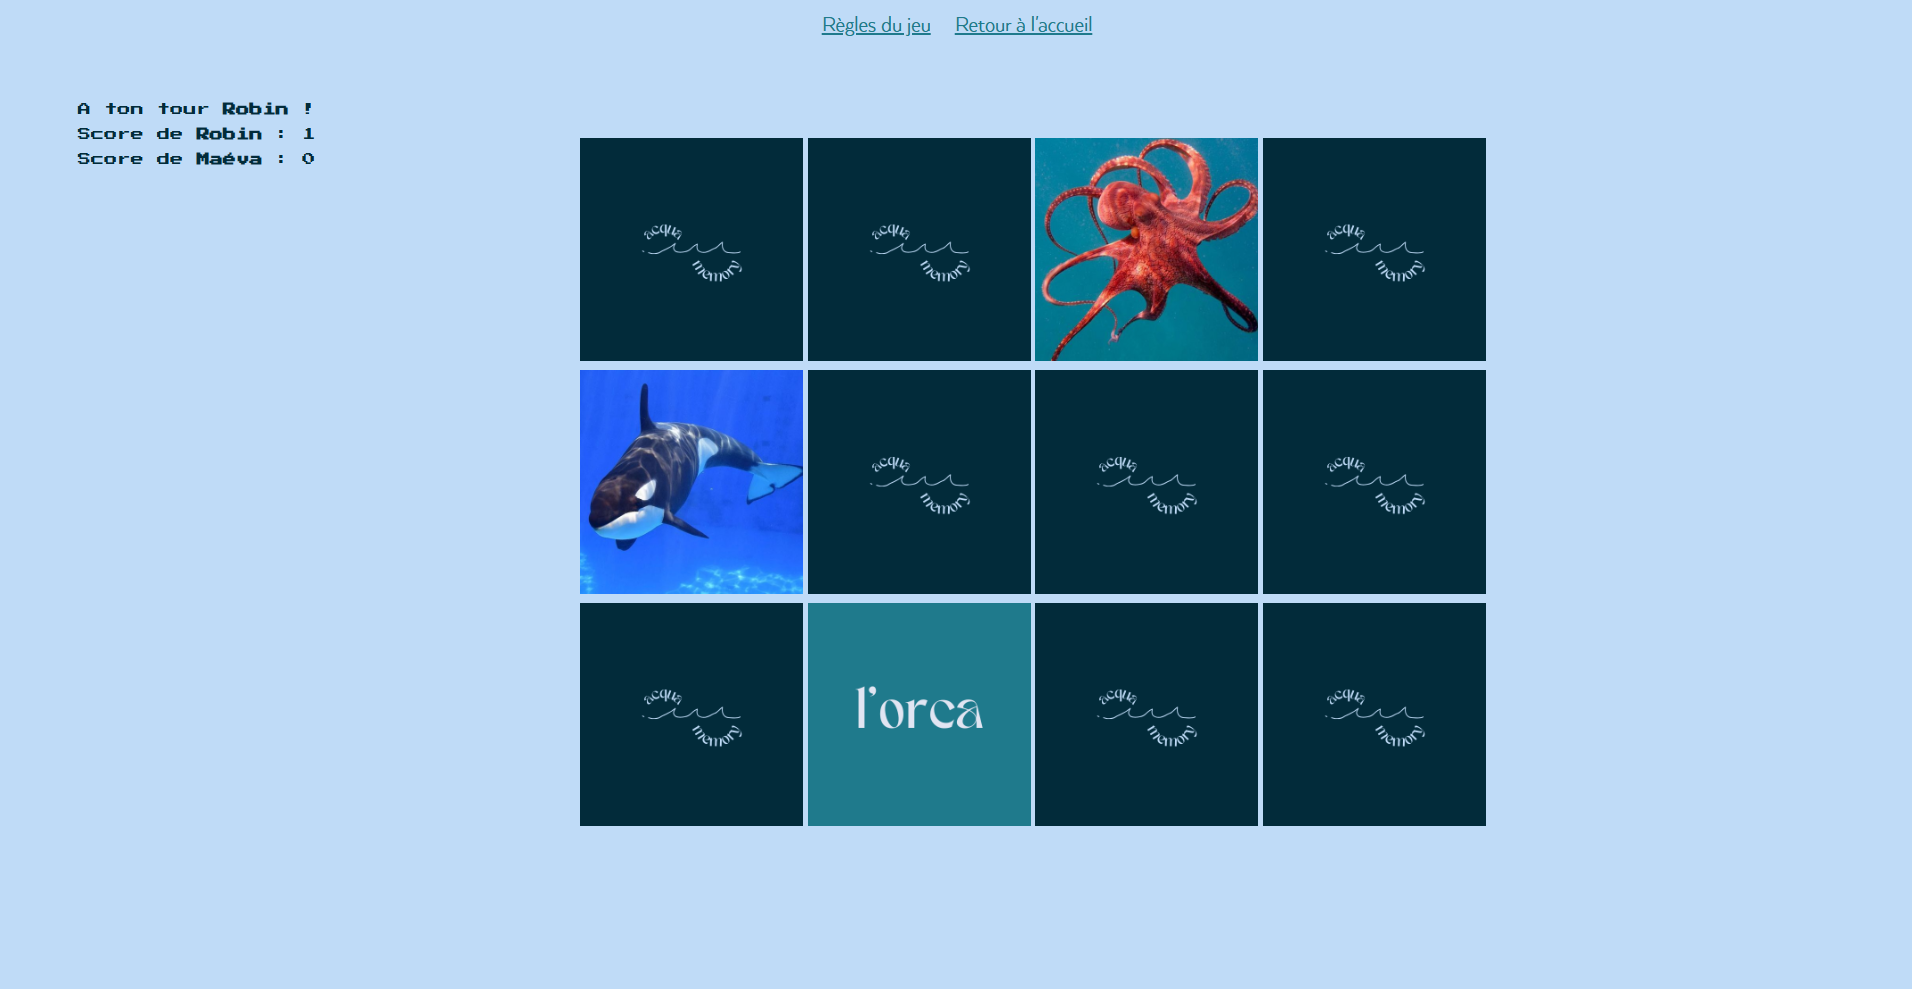 Règles du jeu Retour à l'accueil
A ton tour Robin !
Score de Robin : 1
Score de Maéva : 0
acqua
memory
acqua
memory
acqua
memory
acqua
memory
acqua
memory
acqua
memory
acqua
memory
l'orca
acqua
memory
acqua
memory